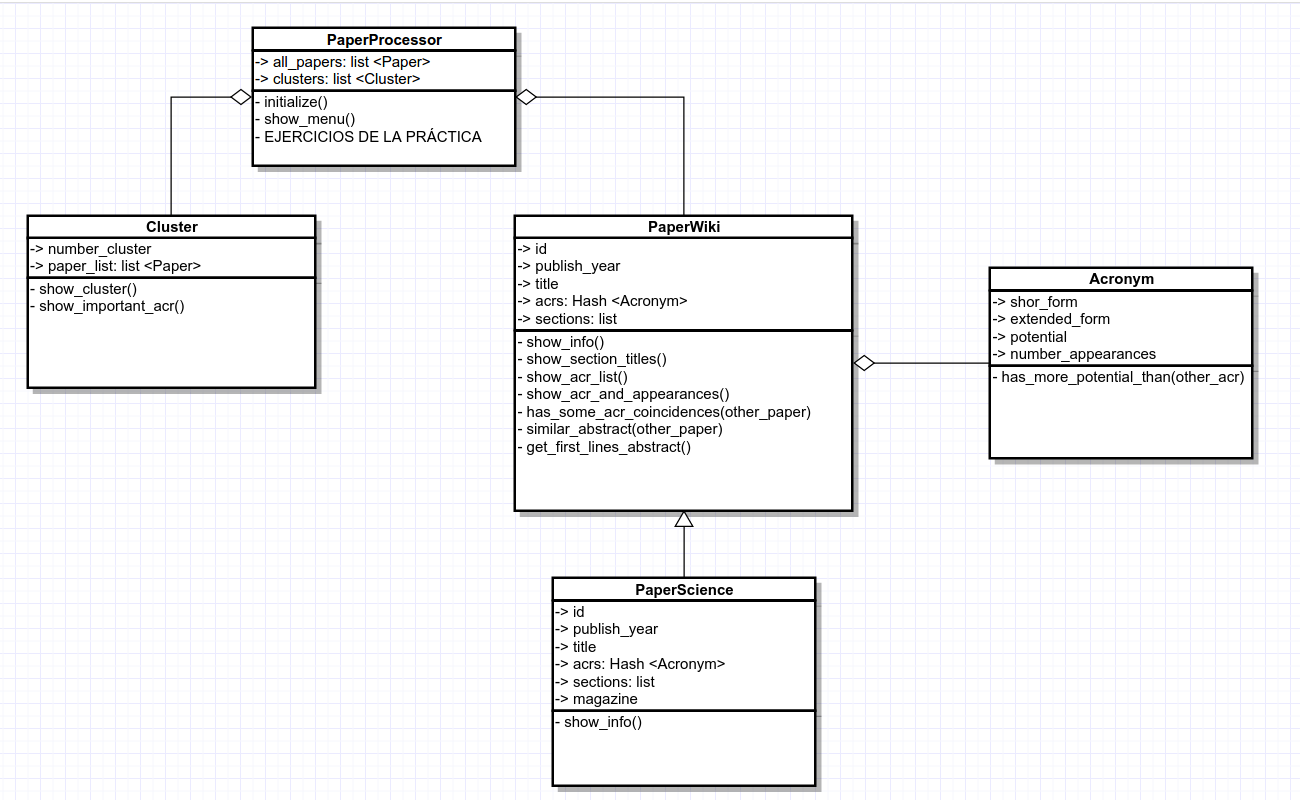 PaperProcessor
-> all_papers: list <Paper>
-> clusters: list <Cluster>
- initialize()
- show_menu()
- EJERCICIOS DE LA PRÁCTICA
Cluster
-> number_cluster
-> paper_list: list <Paper>
- show_cluster()
- show_important_acr()
PaperWiki
-> id
-> publish_year
-> title
-> acrs: Hash <Acronym>
-> sections: list
- show_info()
- show_section_titles()
- show_acr_list()
- show_acr_and_appearances()
- has_some_acr_coincidences(other_paper)
- similar_abstract(other_paper)
- get_first_lines_abstract()
Acronym
-> shor_form
-> extended_form
-> potential
-> number_appearances
- has_more_potential_than(other_acr)
PaperScience
-> id
-> publish_year
-> title
-> acrs: Hash <Acronym>
-> sections: list
-> magazine
- show_info()